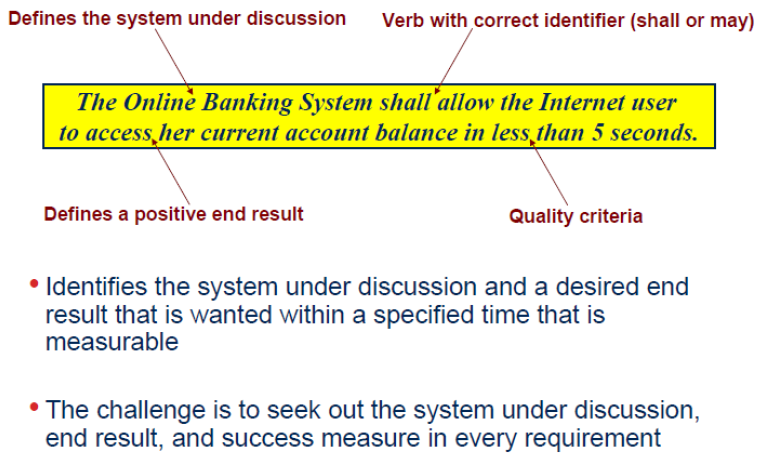 Defines the system under discussion
Verb with correct identifier (shall or may)
The Online Banking System shall allow the Internet user
to access her current account balance in less than 5 seconds.
Defines a positive end result
Quality criteria
• Identifies the system under discussion and a desired end
result that is wanted within a specified time that is
measurable
• The challenge is to seek out the system under discussion,
end result, and success measure in every requirement